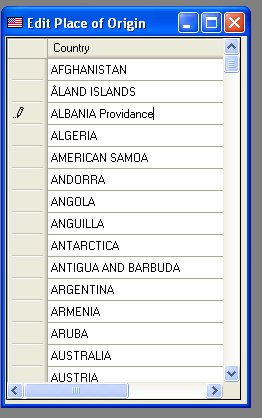 Edit Place of Origin
Country
AFGHANISTAN
ÅLAND ISLANDS
ALBANIA Providance
ALGERIA
AMERICAN SAMOA
ANDORRA
ANGOLA
ANGUILLA
ANTARCTICA
ANTIGUA AND BARBUDA
ARGENTINA
ARMENIA
ARUBA
AUSTRALIA
AUSTRIA